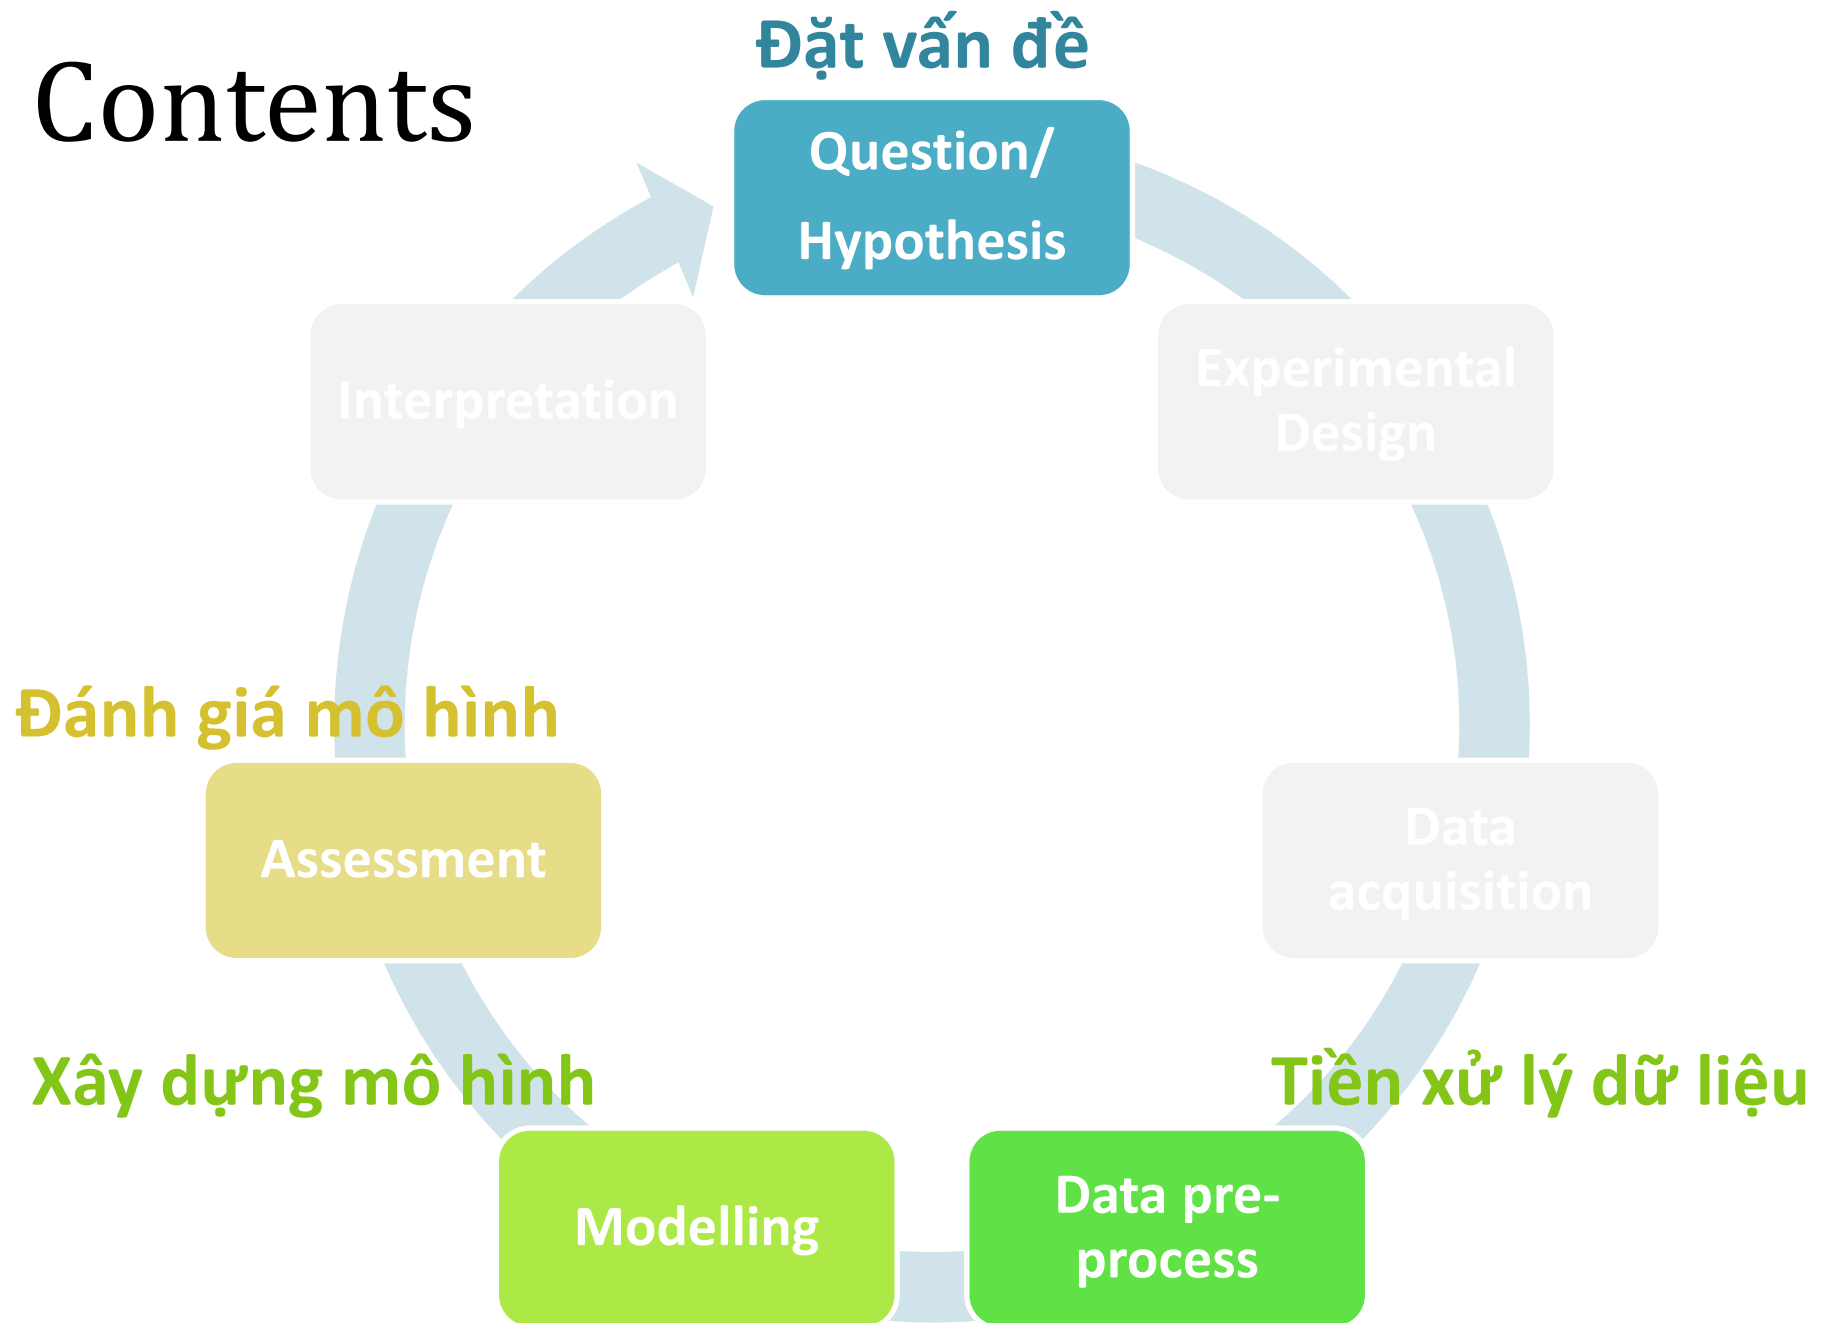 Contents
Đặt vấn đề
Question/
Hypothesis
Experimental
Design
Data
acquisition
Tiền xử lý dữ liệu
Data pre-
process
Modelling
Xây dựng mô hình
Assessment
Đánh giá mô hình
Interpretation